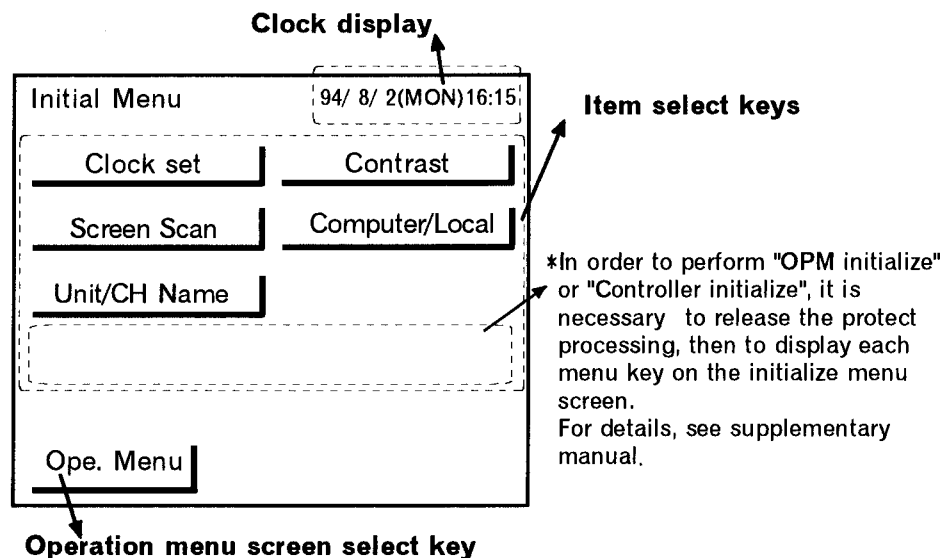 Clock display
Initial Menu
94/ 8/ 2(MON)16:15
Item select keys
Clock set
Contrast
Screen Scan
Computer/Local
Unit/CH Name
*In order to perform "OPM initialize"
or "Controller initialize", it is
necessary to release the protect
processing, then to display each
menu key on the initialize menu
screen.
For details, see supplementary
manual.
Ope. Menu
Operation menu screen select key